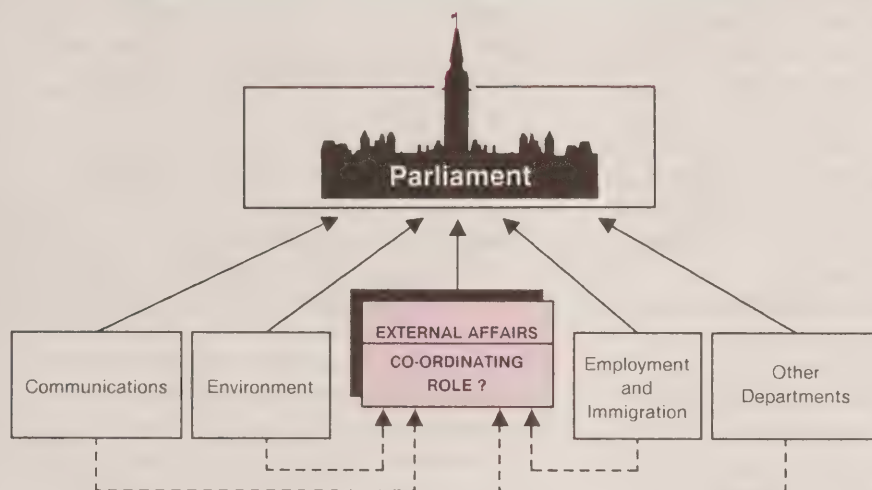 Parliament
EXTERNAL AFFAIRS
CO-ORDINATING
ROLE ?
Communications
Environment
Employment
and
Immigration
Other
Departments